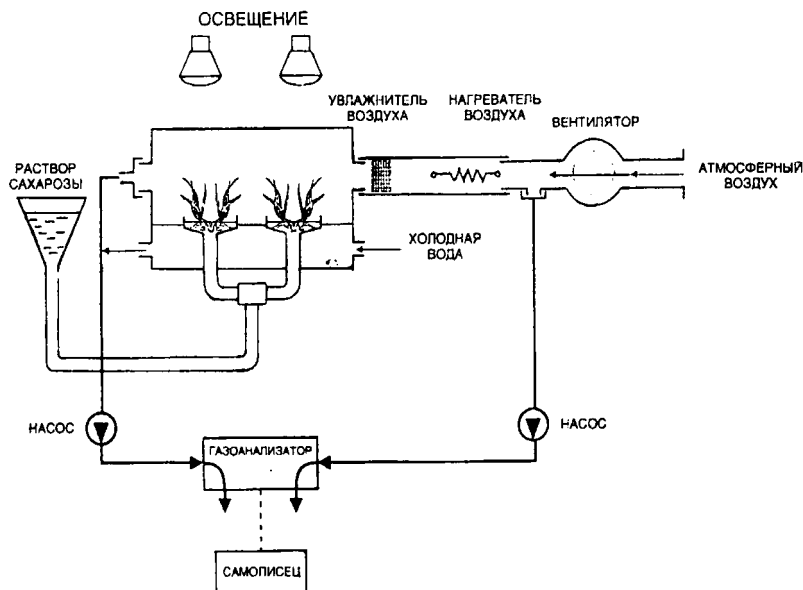 ОСВЕЩЕНИЕ
УВЛАЖНИТЕЛЬ
ВОЗДУХА
НАГРЕВАТЕЛЬ
ВОЗДУХА
ВЕНТИЛЯТОР
РАСТВОР
САХАРОЗЫ
АТМОСФЕРНЫЙ
ВОЗДУХ
ХОЛОДНАЯ
ВОДА
НАСОС
НАСОС
ГАЗОАНАЛИЗАТОР
САМОПИСЕЦ